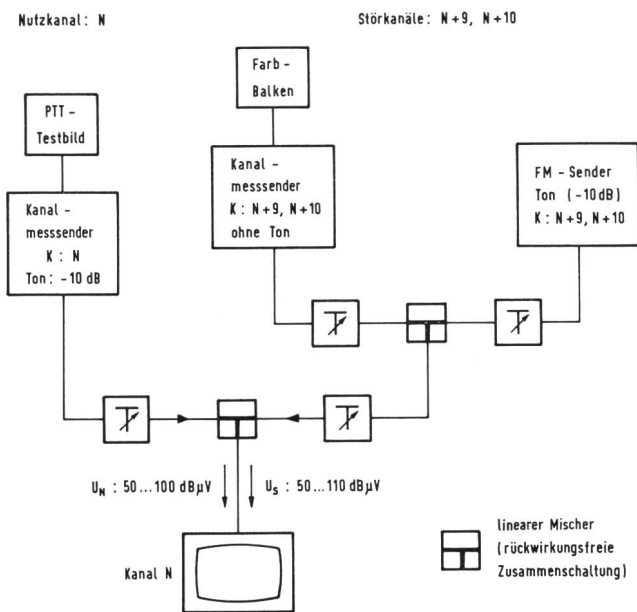 Nutzkanal: N
Störkanäle: N+9, N+10
Farb-
Balken
PTT-
Testbild
Kanal-
messsender
K: N+9, N+10
ohne Ton
FM-Sender
Ton (-10dB)
K: N+9, N+10
Kanal-
messsender
K: N
Ton: -10 dB
U_N: 50...100 dBµV
U_S: 50...110 dBµV
Kanal N
linearer Mischer
(rückwirkungsfreie
Zusammenschaltung)